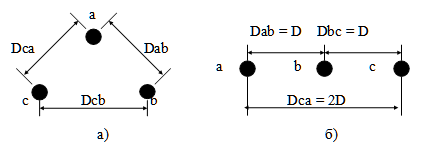 a
Dca
Dab
c
Dcb
b
а)
Dab = D
Dbc = D
a
b
c
Dca = 2D
б)